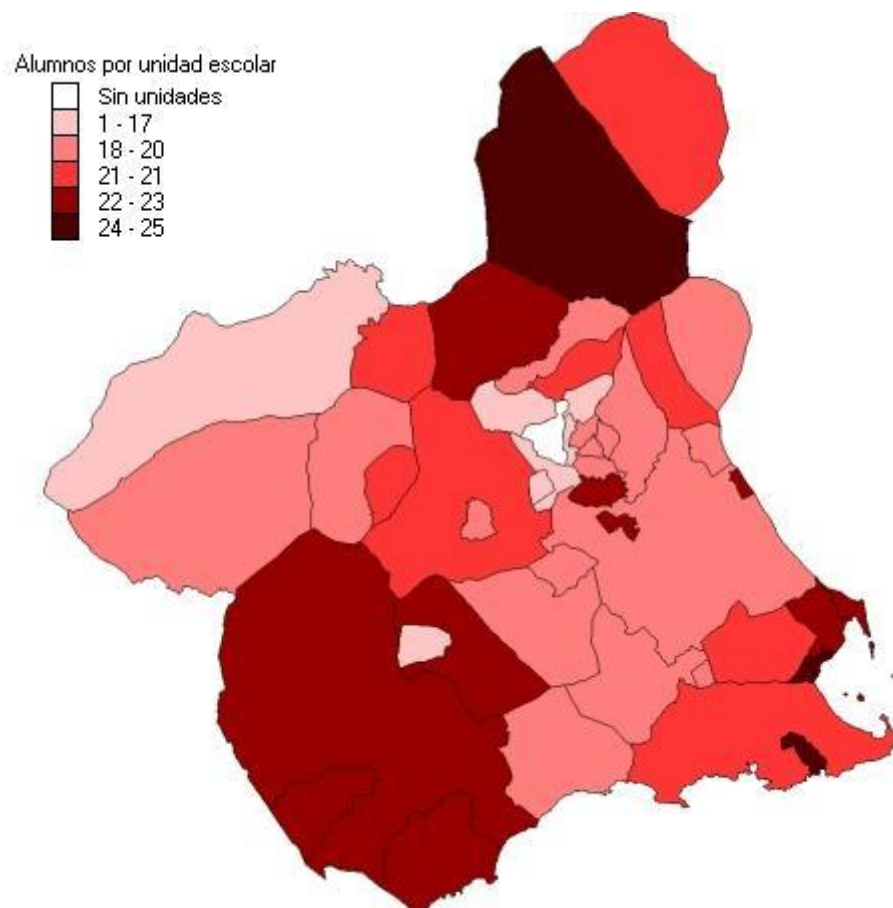 Alumnos por unidad escolar
Sin unidades
1 - 17
18 - 20
21 - 21
22 - 23
24 - 25